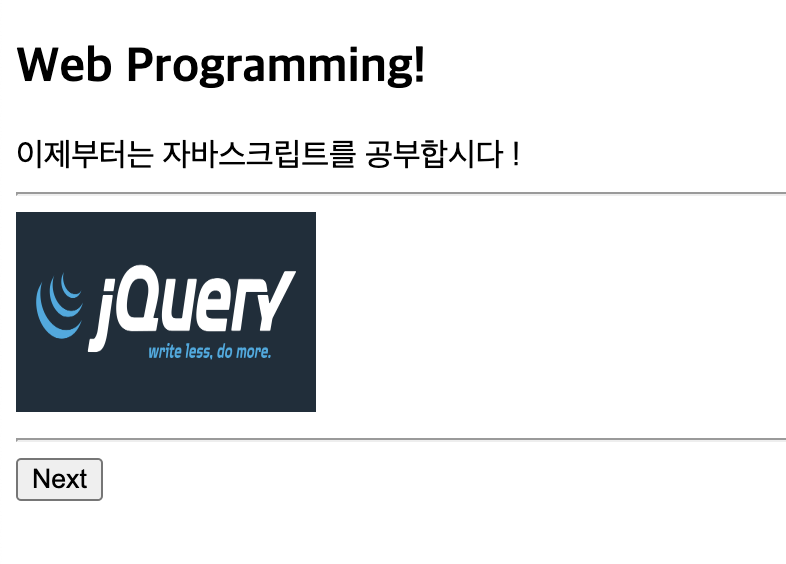 Web Programming!
이제부터는 자바스크립트를 공부합시다 !
jQuery
write less, do more.
Next